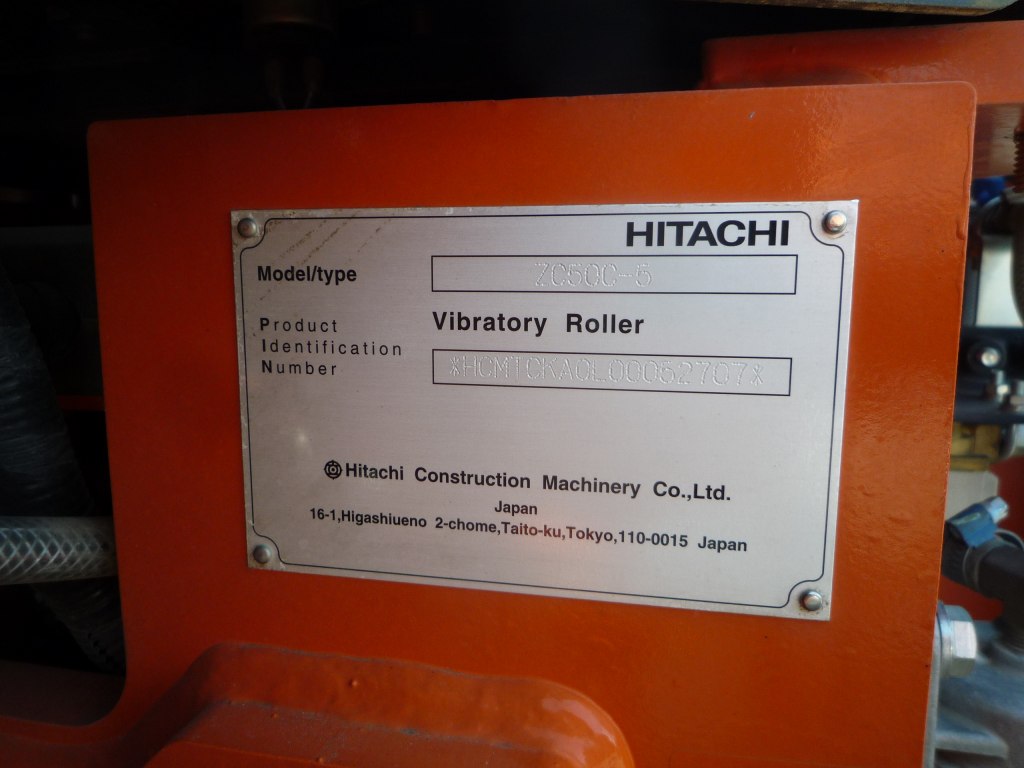 HITACHI
Model/type ZC50C-5
Product Vibratory Roller
Identification
Number *HCM1CKA0L00052707*
Hitachi Construction Machinery Co.,Ltd.
Japan
16-1,Higashiueno 2-chome,Taito-ku,Tokyo,110-0015 Japan